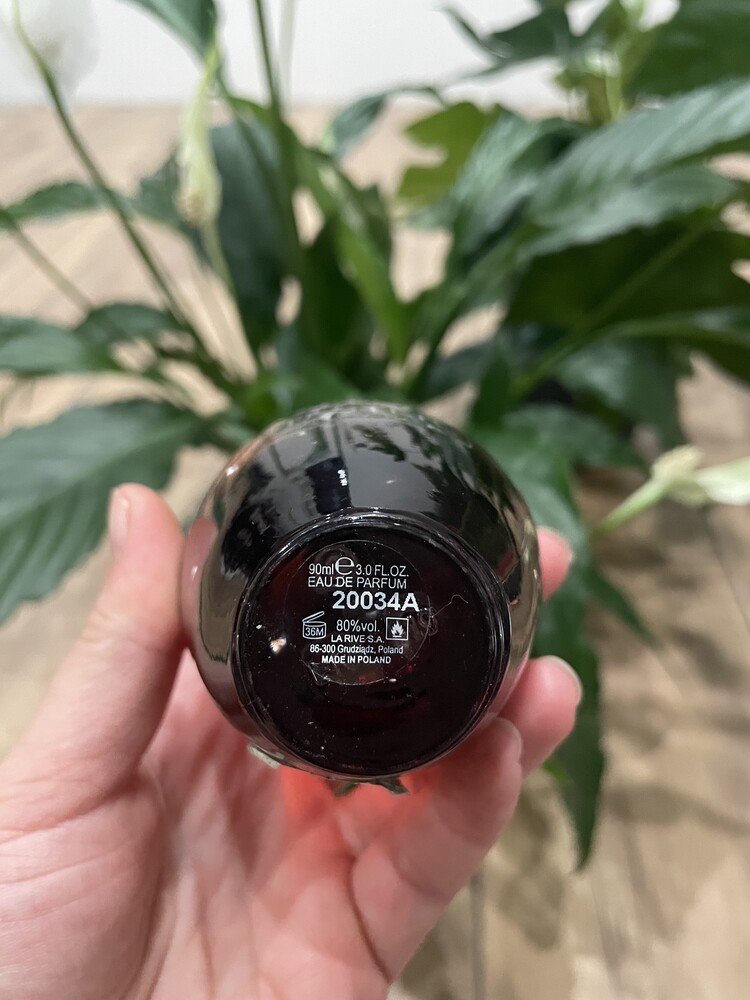 90ml e 3.0 FL.OZ.
EAU DE PARFUM
20034A
36M 80%vol.
LA RIVE S.A.
86-300 Grudziądz, Poland
MADE IN POLAND